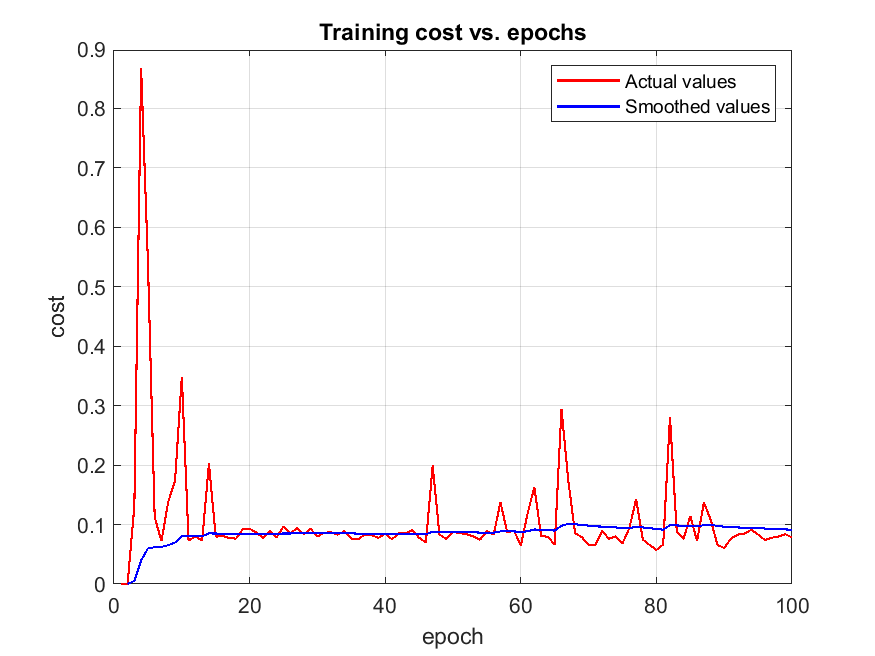 Training cost vs. epochs
0.9
0.8
0.7
0.6
0.5
0.4
0.3
0.2
0.1
0
cost
Actual values
Smoothed values
0 20 40 60 80 100
epoch